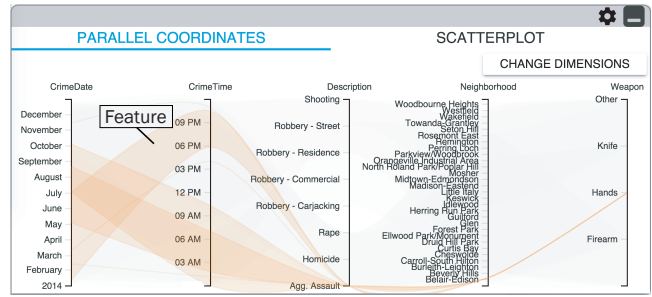 PARALLEL COORDINATES
SCATTERPLOT
CHANGE DIMENSIONS
CrimeDate
CrimeTime
Description
Neighborhood
Weapon
December
November
October
September
August
July
June
May
April
March
February
2014
Feature
09 PM
06 PM
03 PM
12 PM
09 AM
06 AM
03 AM
Shooting
Robbery - Street
Robbery - Residence
Robbery - Commercial
Robbery - Carjacking
Rape
Homicide
Agg. Assault
Woodbourne Heights
Westfield
Wakefield
Towanda-Grantley
Seton Hill
Rosemont East
Remington
Perring Loch
Parkview/Woodbrook
Orangeville Industrial Area
North Roland Park/Poplar Hill
Mosher
Midtown-Edmondson
Madison-Eastend
Little Italy
Keswick
Idlewood
Herring Run Park
Guilford
Glen
Forest Park
Ellwood Park/Monument
Druid Hill Park
Curtis Bay
Cheswolde
Carroll-South Hilton
Burleith-Leighton
Beverly Hills
Belair-Edison
Other
Knife
Hands
Firearm